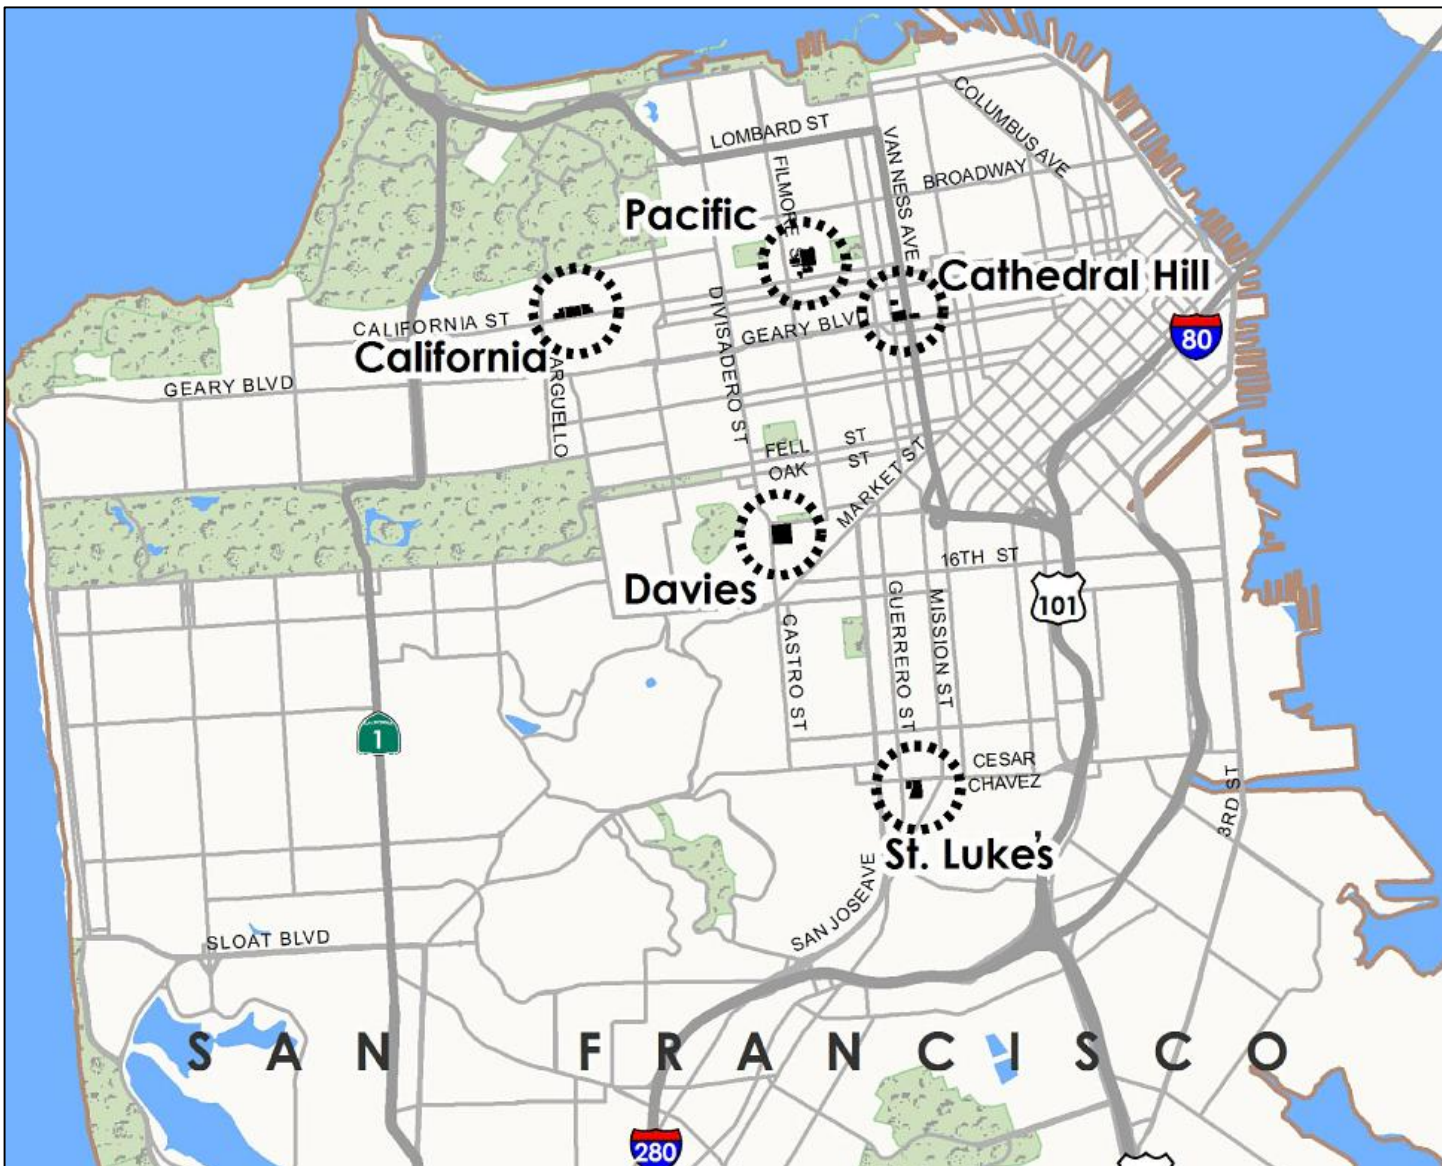 LOMBARD ST
COLUMBUS AVE
VAN NESS AVE
BROADWAY
FILMORE ST
Pacific
Cathedral Hill
CALIFORNIA ST
California
GEARY BLVD
80
GEARY BLVD
ARGUELLO
DIVISADERO ST
FELL ST
OAK ST
MARKET ST
Davies
16TH ST
101
CASTRO ST
GUERRERO ST
MISSION ST
1
CESAR
CHAVEZ
3RD ST
St. Luke's
SAN JOSE AVE
SLOAT BLVD
SAN FRANCISCO
280